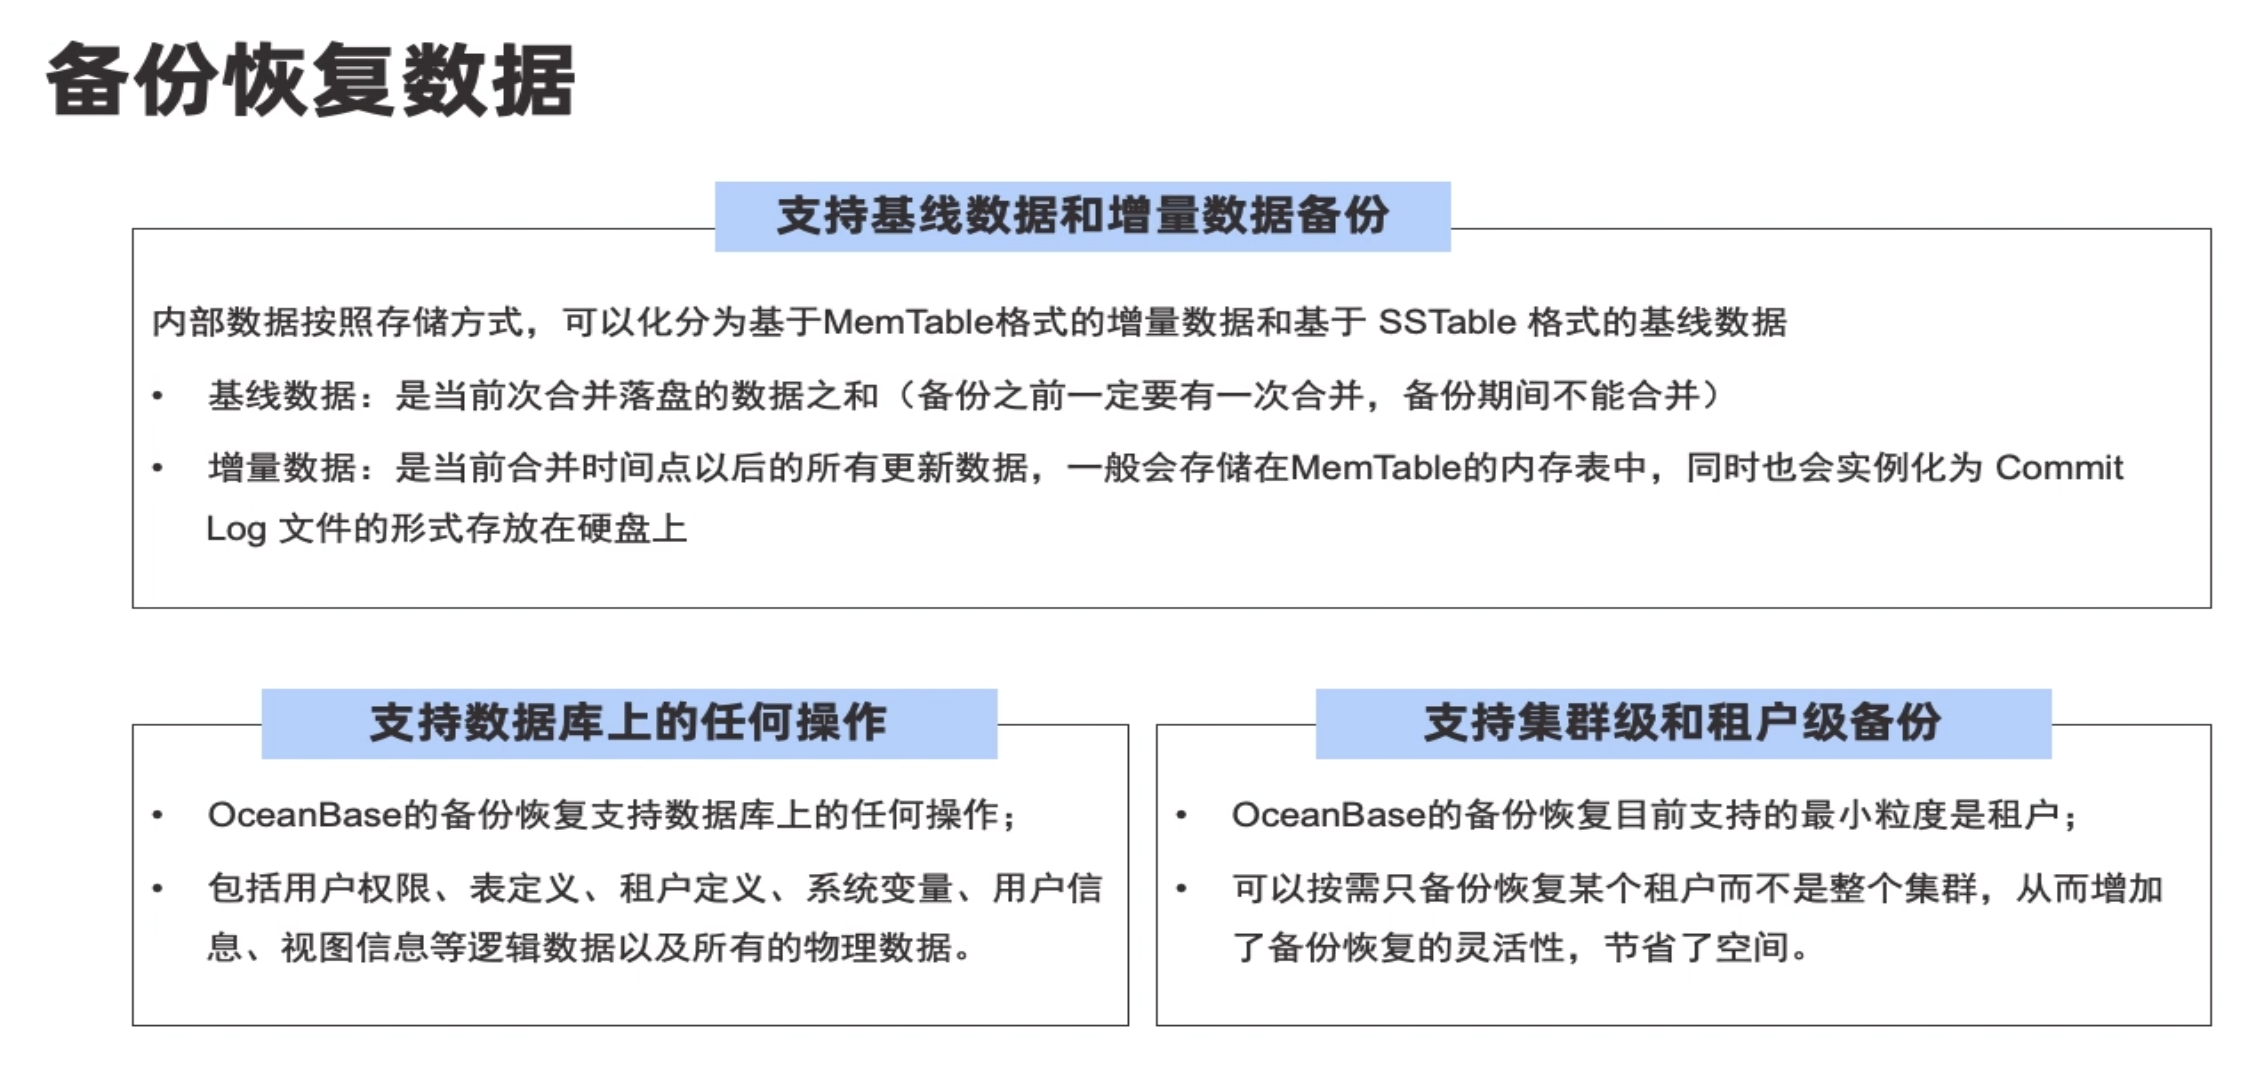 备份恢复数据
支持基线数据和增量数据备份
内部数据按照存储方式，可以化分为基于MemTable格式的增量数据和基于 SSTable 格式的基线数据
• 基线数据：是当前次合并落盘的数据之和（备份之前一定要有一次合并，备份期间不能合并）
• 增量数据：是当前合并时间点以后的所有更新数据，一般会存储在MemTable的内存表中，同时也会实例化为 Commit
Log 文件的形式存放在硬盘上
支持数据库上的任何操作
• OceanBase的备份恢复支持数据库上的任何操作；
• 包括用户权限、表定义、租户定义、系统变量、用户信
息、视图信息等逻辑数据以及所有的物理数据。
支持集群级和租户级备份
• OceanBase的备份恢复目前支持的最小粒度是租户；
• 可以按需只备份恢复某个租户而不是整个集群，从而增加
了备份恢复的灵活性，节省了空间。